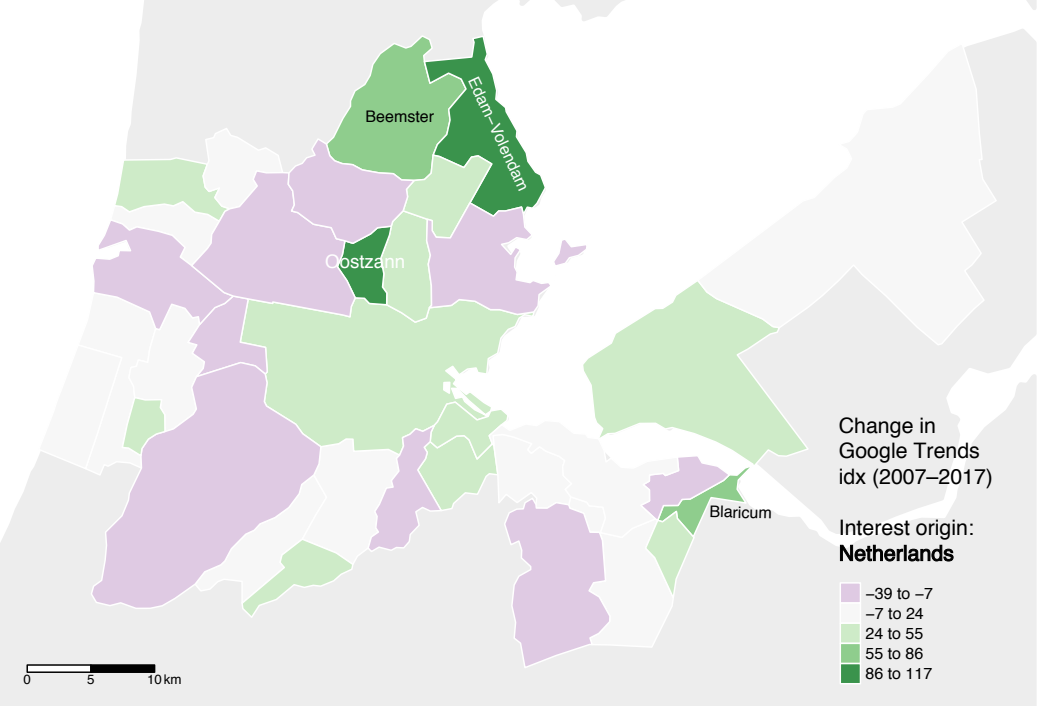 Beemster
Edam–Volendam
Oostzann
Blaricum
Change in
Google Trends
idx (2007–2017)
Interest origin:
Netherlands
−39 to −7
−7 to 24
24 to 55
55 to 86
86 to 117
0 5 10 km